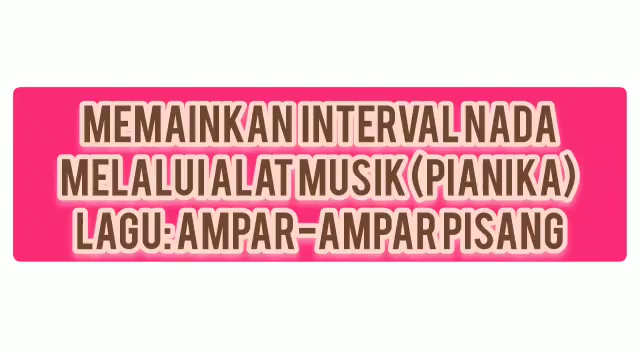 MEMAINKAN INTERVAL NADA
MELALUI ALAT MUSIK (PIANIKA)
LAGU: AMPAR-AMPAR PISANG